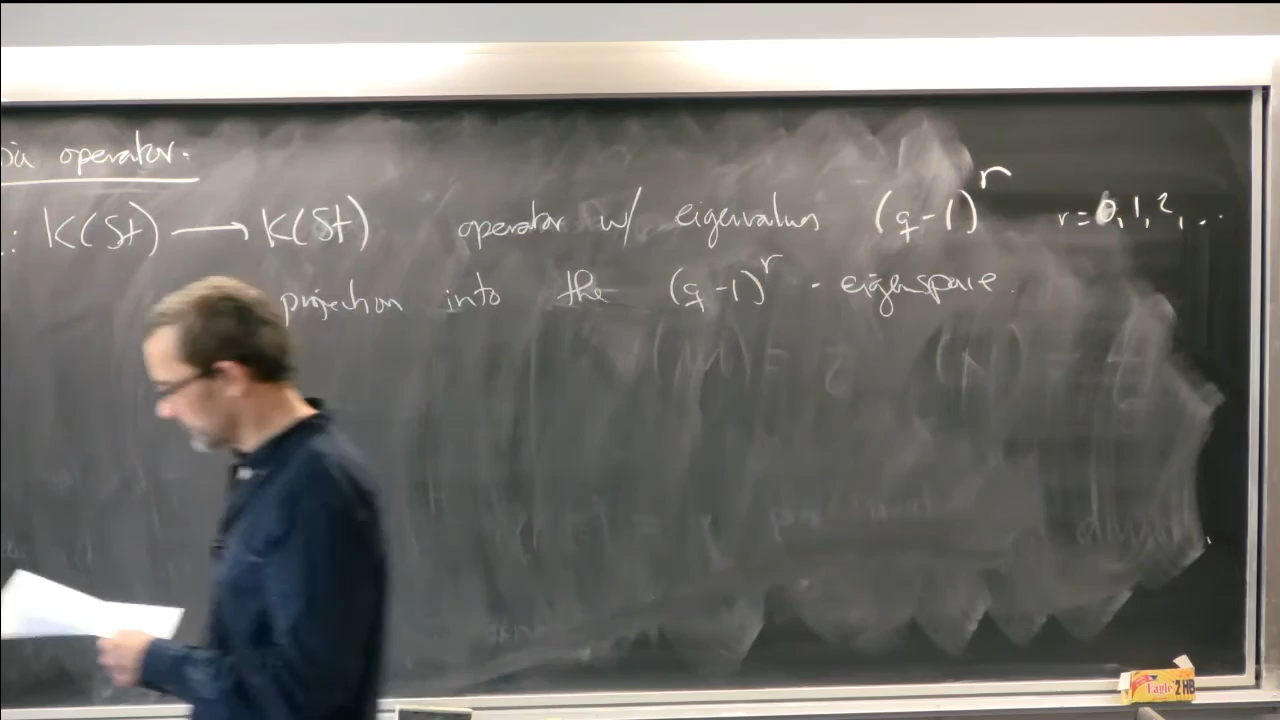 operator.
: K(St) ⟶ K(St) operator w/ eigenvalues (q-1)^r r=0,1,2,...
projection into the (q-1)^r - eigenspace.
Eagle 2HB